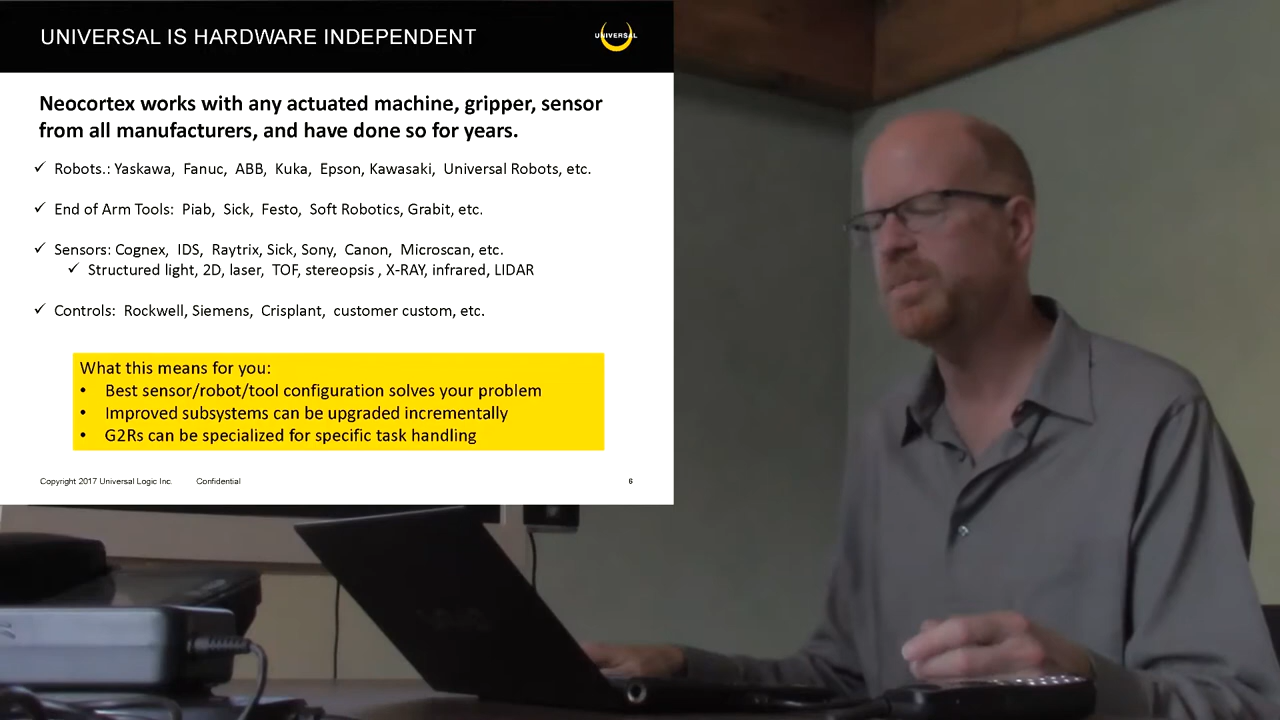 UNIVERSAL IS HARDWARE INDEPENDENT
UNIVERSAL
Neocortex works with any actuated machine, gripper, sensor
from all manufacturers, and have done so for years.
✓ Robots.: Yaskawa, Fanuc, ABB, Kuka, Epson, Kawasaki, Universal Robots, etc.
✓ End of Arm Tools: Piab, Sick, Festo, Soft Robotics, Grabit, etc.
✓ Sensors: Cognex, IDS, Raytrix, Sick, Sony, Canon, Microscan, etc.
✓ Structured light, 2D, laser, TOF, stereopsis , X-RAY, infrared, LIDAR
✓ Controls: Rockwell, Siemens, Crisplant, customer custom, etc.
What this means for you:
• Best sensor/robot/tool configuration solves your problem
• Improved subsystems can be upgraded incrementally
• G2Rs can be specialized for specific task handling
Copyright 2017 Universal Logic Inc. Confidential 6